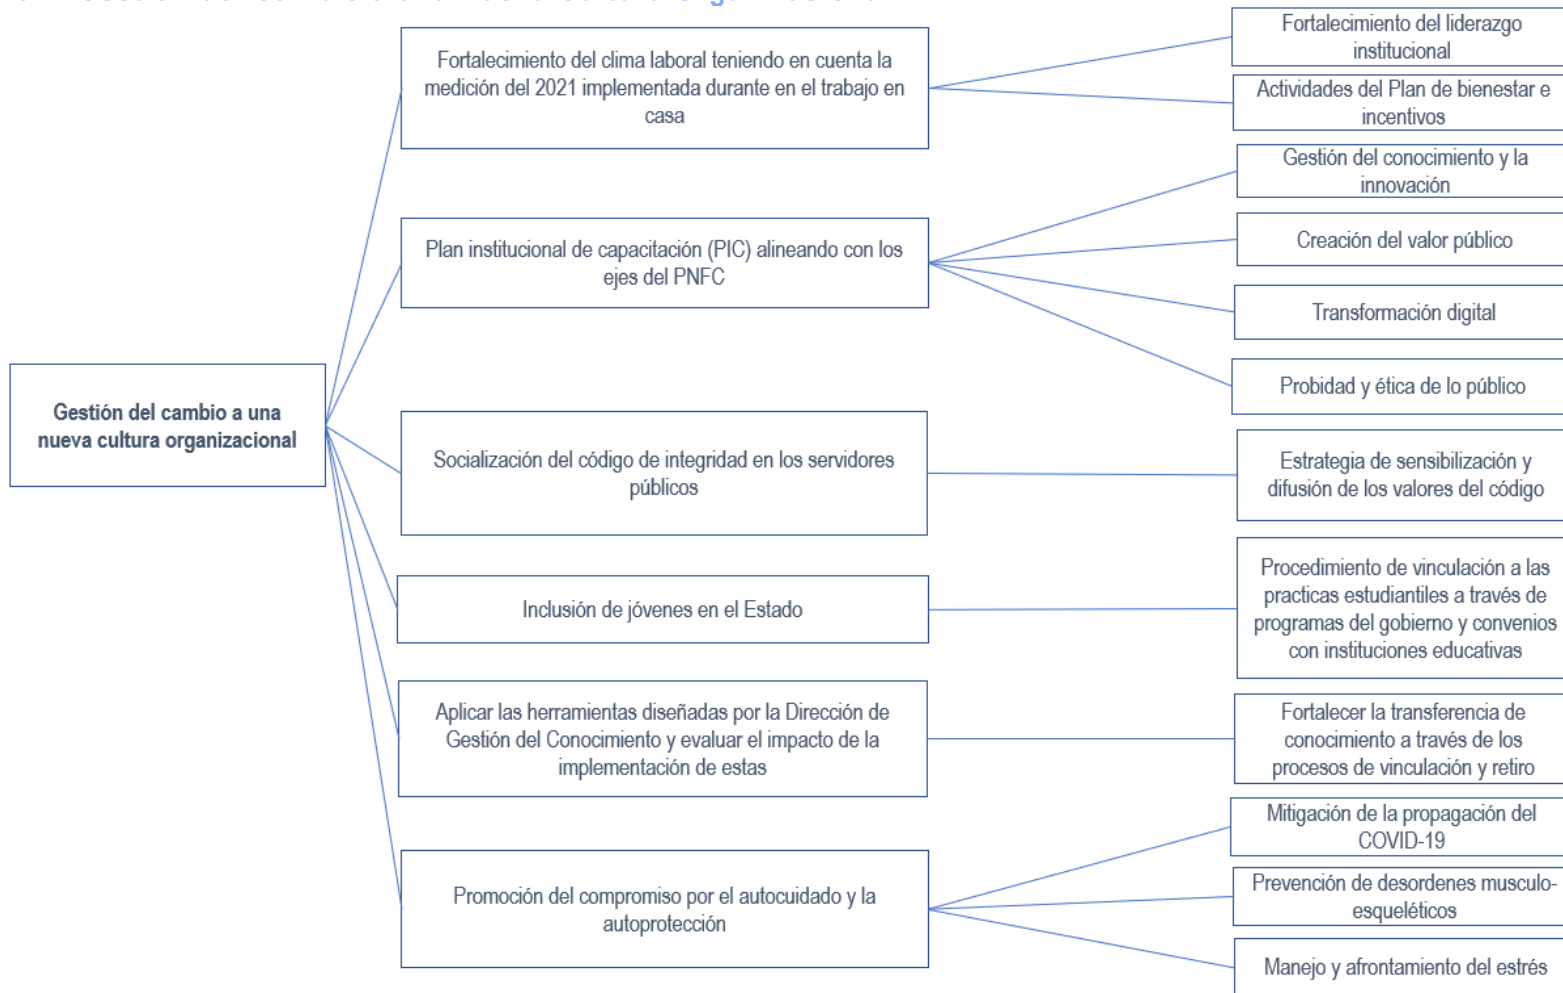 Fortalecimiento del clima laboral teniendo en cuenta la
medición del 2021 implementada durante en el trabajo en
casa
Fortalecimiento del liderazgo
institucional
Actividades del Plan de bienestar e
incentivos
Plan institucional de capacitación (PIC) alineando con los
ejes del PNFC
Gestión del conocimiento y la
innovación
Creación del valor público
Transformación digital
Probidad y ética de lo público
Gestión del cambio a una
nueva cultura organizacional
Socialización del código de integridad en los servidores
públicos
Estrategia de sensibilización y
difusión de los valores del código
Inclusión de jóvenes en el Estado
Procedimiento de vinculación a las
practicas estudiantiles a través de
programas del gobierno y convenios
con instituciones educativas
Aplicar las herramientas diseñadas por la Dirección de
Gestión del Conocimiento y evaluar el impacto de la
implementación de estas
Fortalecer la transferencia de
conocimiento a través de los
procesos de vinculación y retiro
Promoción del compromiso por el autocuidado y la
autoprotección
Mitigación de la propagación del
COVID-19
Prevención de desordenes musculo-
esqueléticos
Manejo y afrontamiento del estrés